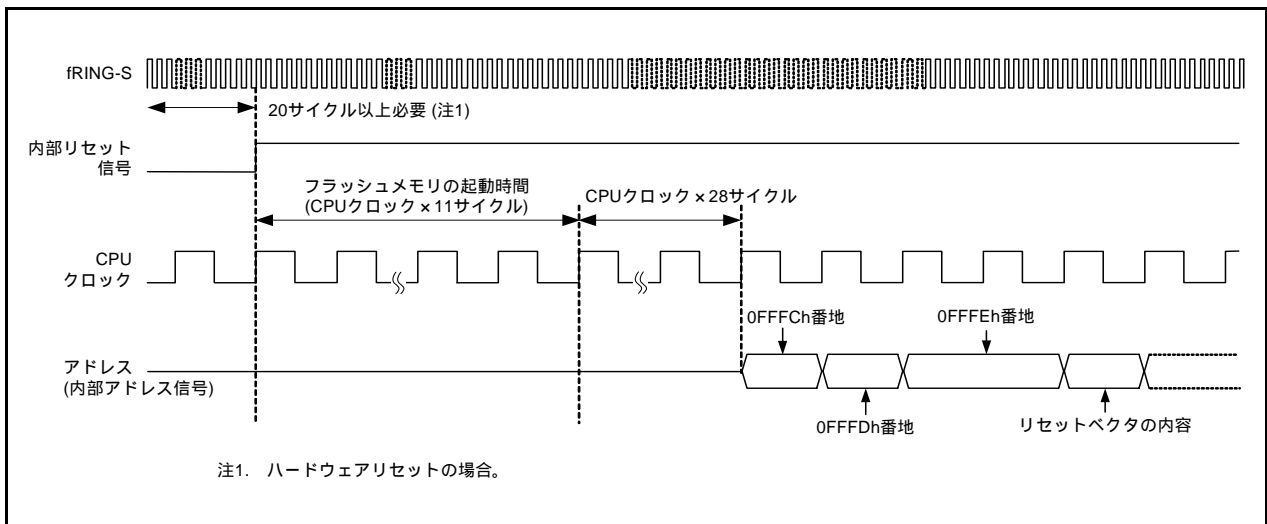 fRING-S
20サイクル以上必要 (注1)
内部リセット
信号
フラッシュメモリの起動時間
(CPUクロック×11サイクル)
CPUクロック×28サイクル
CPU
クロック
0FFFCh番地
0FFFEh番地
アドレス
(内部アドレス信号)
0FFFDh番地
リセットベクタの内容
注1. ハードウェアリセットの場合。